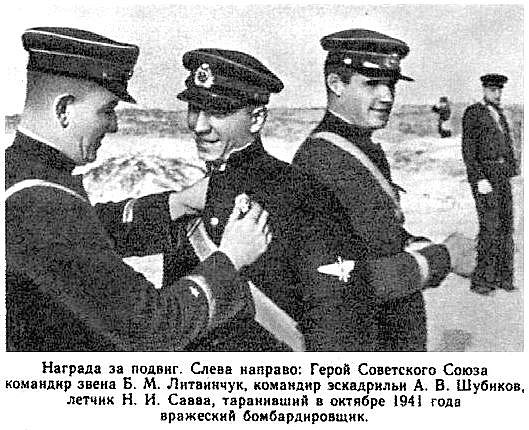 Награда за подвиг. Слева направо: Герой Советского Союза
командир звена Б. М. Литвинчук, командир эскадрильи А. В. Шубиков,
летчик Н. И. Савва, таранивший в октябре 1941 года
вражеский бомбардировщик.